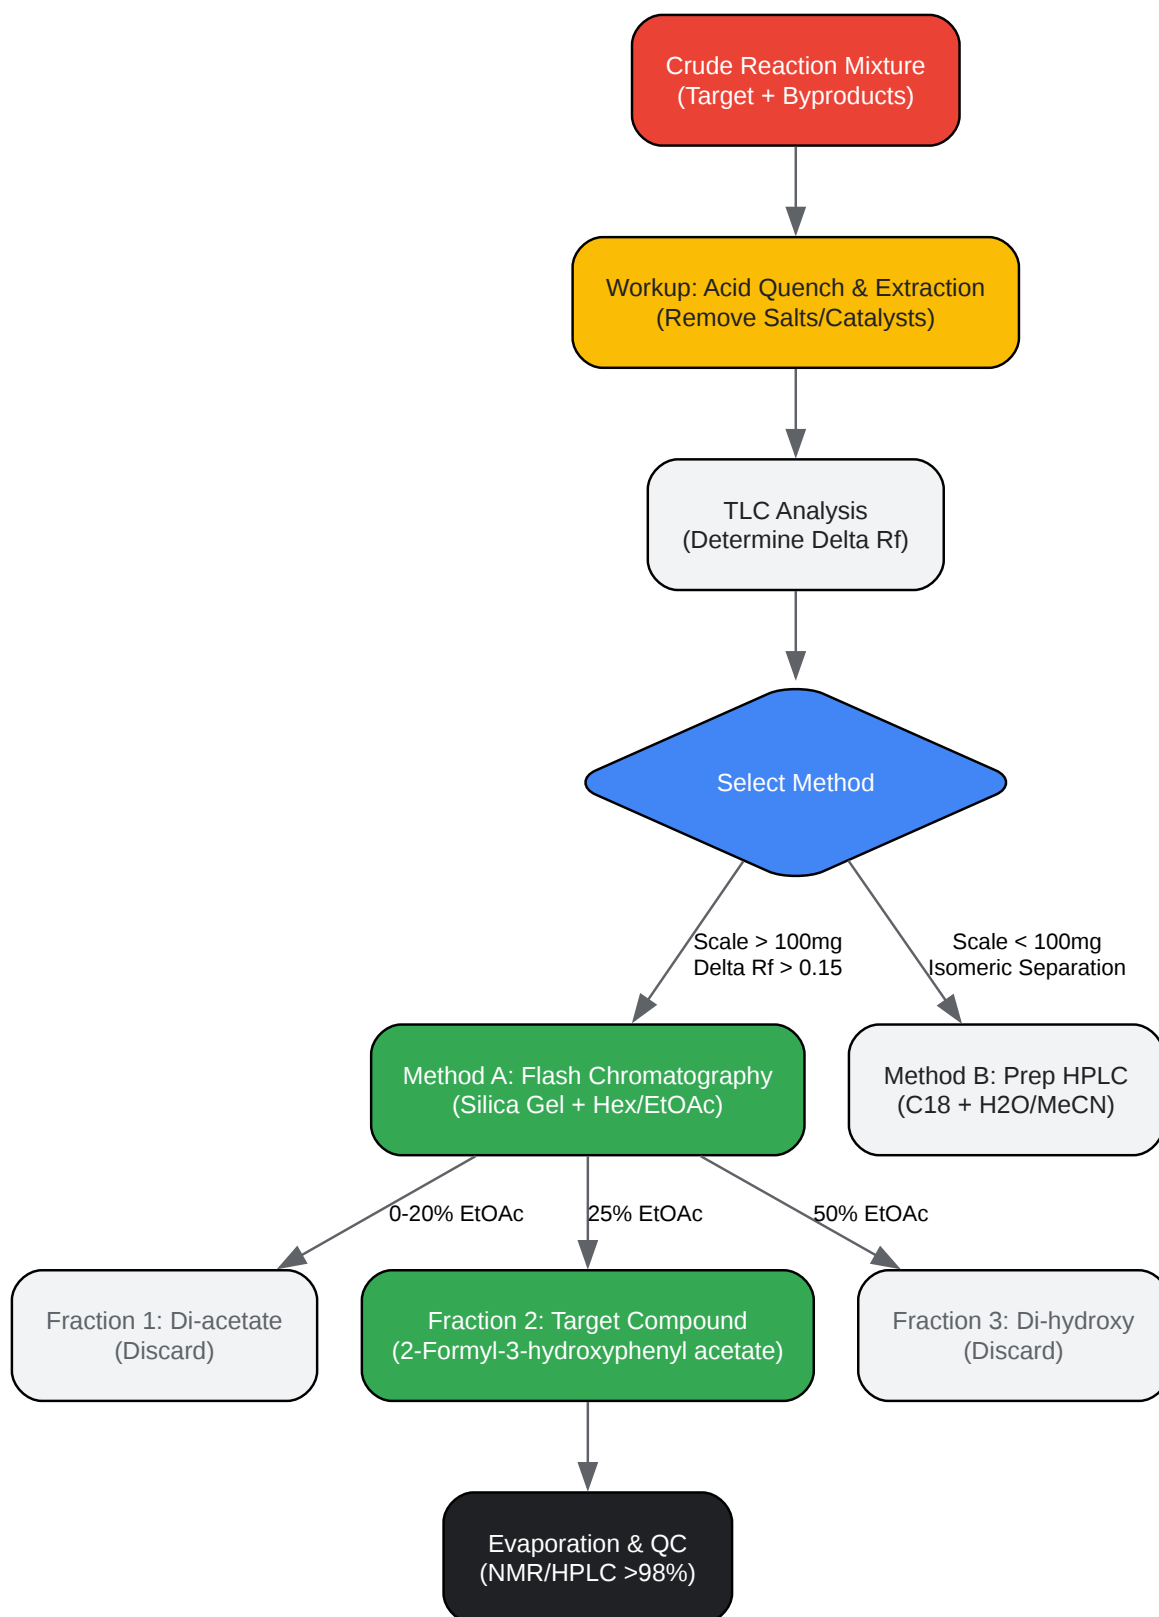 Crude Reaction Mixture
(Target + Byproducts)
Workup: Acid Quench & Extraction
(Remove Salts/Catalysts)
TLC Analysis
(Determine Delta Rf)
Select Method
Scale > 100mg
Delta Rf > 0.15
Scale < 100mg
Isomeric Separation
Method A: Flash Chromatography
(Silica Gel + Hex/EtOAc)
Method B: Prep HPLC
(C18 + H2O/MeCN)
0-20% EtOAc
25% EtOAc
50% EtOAc
Fraction 1: Di-acetate
(Discard)
Fraction 2: Target Compound
(2-Formyl-3-hydroxyphenyl acetate)
Fraction 3: Di-hydroxy
(Discard)
Evaporation & QC
(NMR/HPLC >98%)